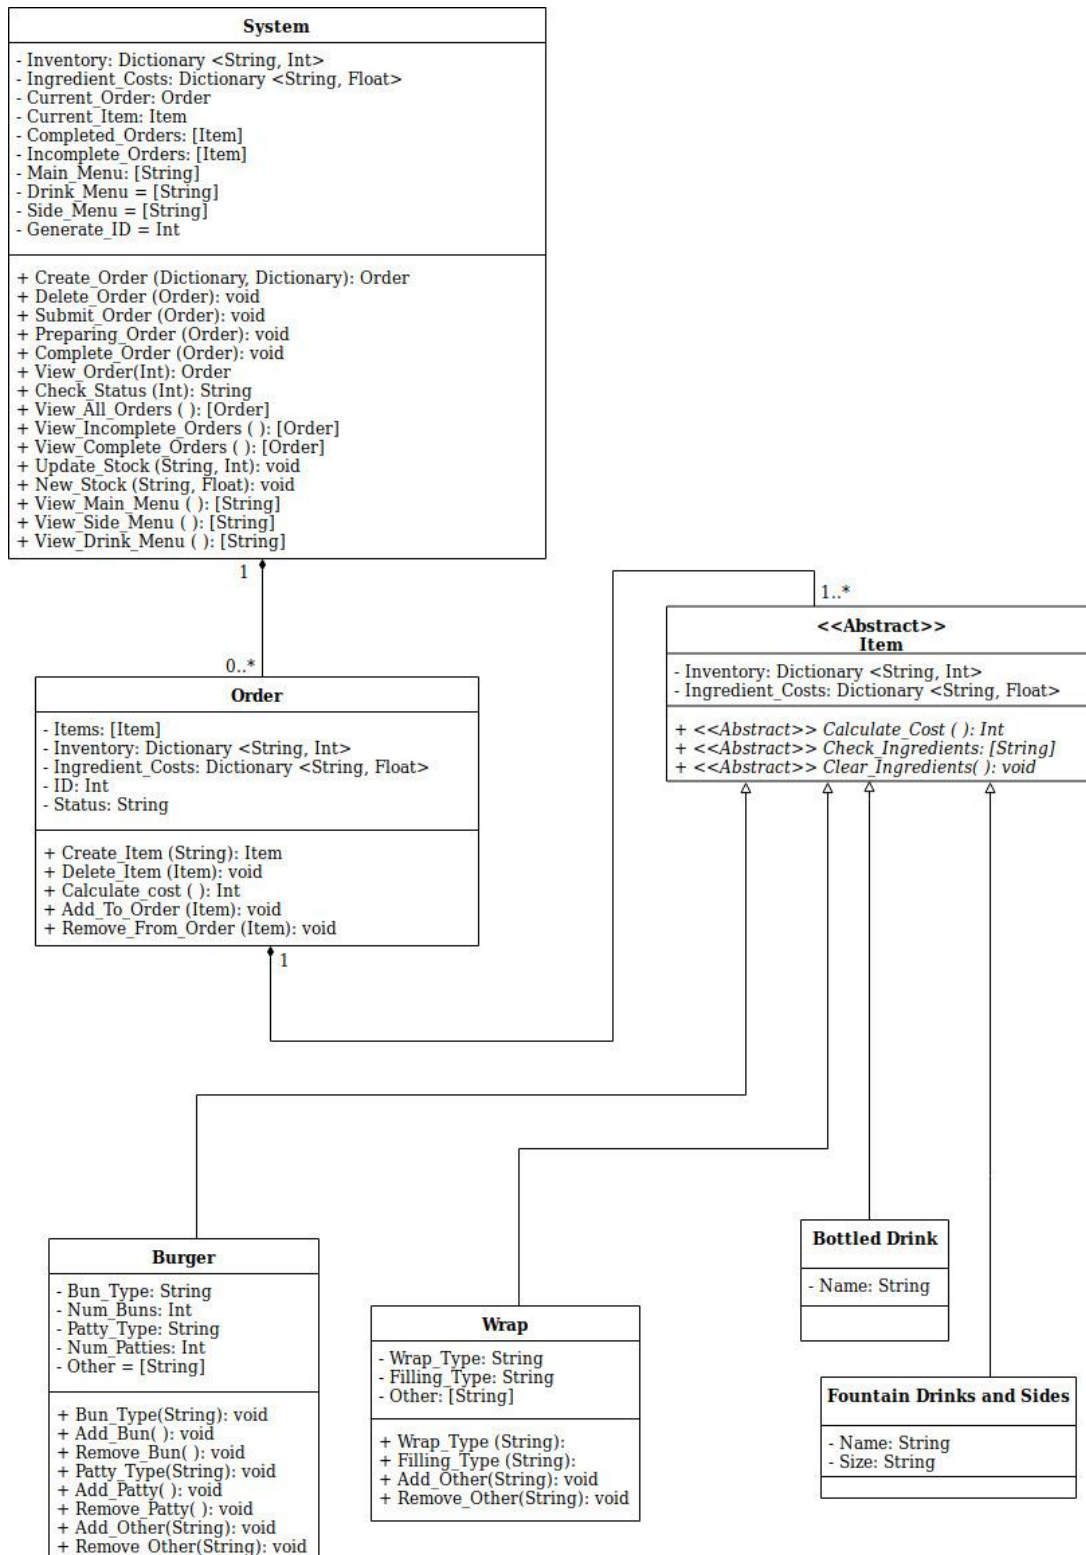 System
- Inventory: Dictionary <String, Int>
- Ingredient_Costs: Dictionary <String, Float>
- Current_Order: Order
- Current_Item: Item
- Completed_Orders: [Item]
- Incomplete_Orders: [Item]
- Main_Menu: [String]
- Drink_Menu = [String]
- Side_Menu = [String]
- Generate_ID = Int
+ Create_Order (Dictionary, Dictionary): Order
+ Delete_Order (Order): void
+ Submit_Order (Order): void
+ Preparing_Order (Order): void
+ Complete_Order (Order): void
+ View_Order(Int): Order
+ Check_Status (Int): String
+ View_All_Orders ( ): [Order]
+ View_Incomplete_Orders ( ): [Order]
+ View_Complete_Orders ( ): [Order]
+ Update_Stock (String, Int): void
+ New_Stock (String, Float): void
+ View_Main_Menu ( ): [String]
+ View_Side_Menu ( ): [String]
+ View_Drink_Menu ( ): [String]
1
0..*
Order
- Items: [Item]
- Inventory: Dictionary <String, Int>
- Ingredient_Costs: Dictionary <String, Float>
- ID: Int
- Status: String
+ Create_Item (String): Item
+ Delete_Item (Item): void
+ Calculate_cost ( ): Int
+ Add_To_Order (Item): void
+ Remove_From_Order (Item): void
1
1..*
<<Abstract>>
Item
- Inventory: Dictionary <String, Int>
- Ingredient_Costs: Dictionary <String, Float>
+ <<Abstract>> Calculate_Cost ( ): Int
+ <<Abstract>> Check_Ingredients: [String]
+ <<Abstract>> Clear_Ingredients( ): void
Burger
- Bun_Type: String
- Num_Buns: Int
- Patty_Type: String
- Num_Patties: Int
- Other = [String]
+ Bun_Type(String): void
+ Add_Bun( ): void
+ Remove_Bun( ): void
+ Patty_Type(String): void
+ Add_Patty( ): void
+ Remove_Patty( ): void
+ Add_Other(String): void
+ Remove_Other(String): void
Wrap
- Wrap_Type: String
- Filling_Type: String
- Other: [String]
+ Wrap_Type (String):
+ Filling_Type (String):
+ Add_Other(String): void
+ Remove_Other(String): void
Bottled Drink
- Name: String
Fountain Drinks and Sides
- Name: String
- Size: String